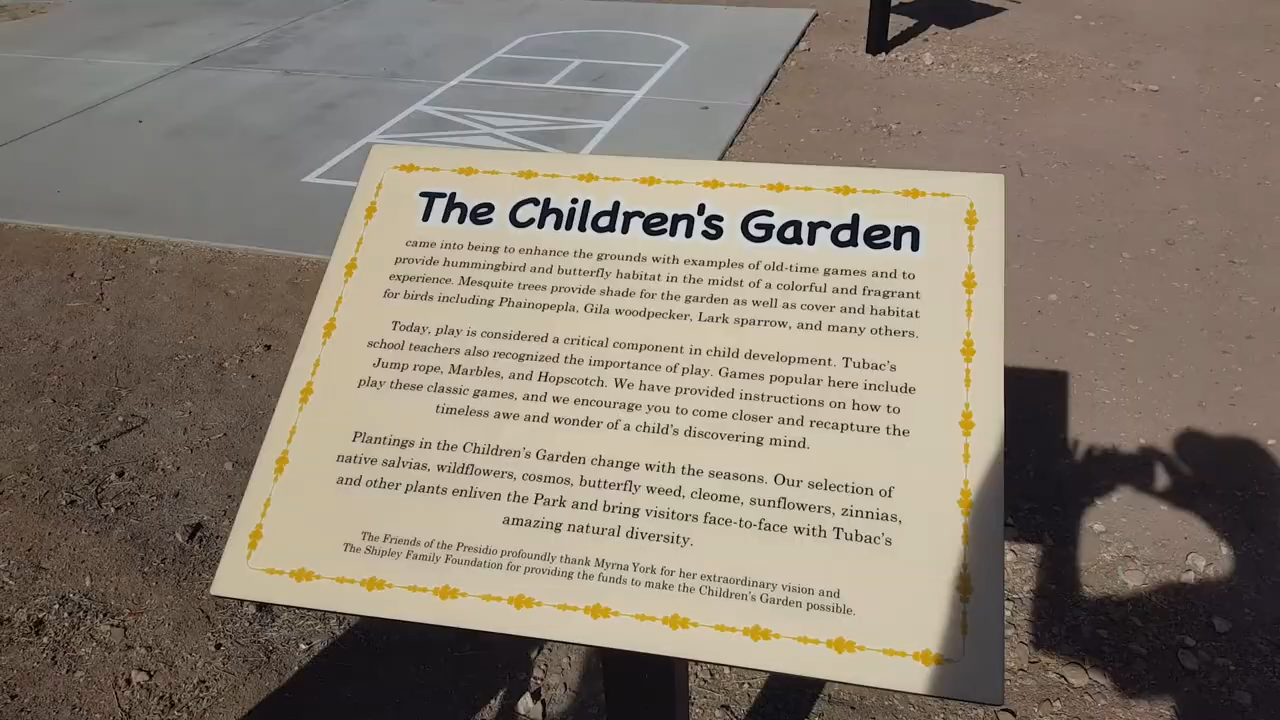 The Children's Garden
came into being to enhance the grounds with examples of old-time games and to
provide hummingbird and butterfly habitat in the midst of a colorful and fragrant
experience. Mesquite trees provide shade for the garden as well as cover and habitat
for birds including Phainopepla, Gila woodpecker, Lark sparrow, and many others.
Today, play is considered a critical component in child development. Tubac's
school teachers also recognized the importance of play. Games popular here include
Jump rope, Marbles, and Hopscotch. We have provided instructions on how to
play these classic games, and we encourage you to come closer and recapture the
timeless awe and wonder of a child's discovering mind.
Plantings in the Children's Garden change with the seasons. Our selection of
native salvias, wildflowers, cosmos, butterfly weed, cleome, sunflowers, zinnias,
and other plants enliven the Park and bring visitors face-to-face with Tubac's
amazing natural diversity.
The Friends of the Presidio profoundly thank Myrna York for her extraordinary vision and
The Shipley Family Foundation for providing the funds to make the Children's Garden possible.